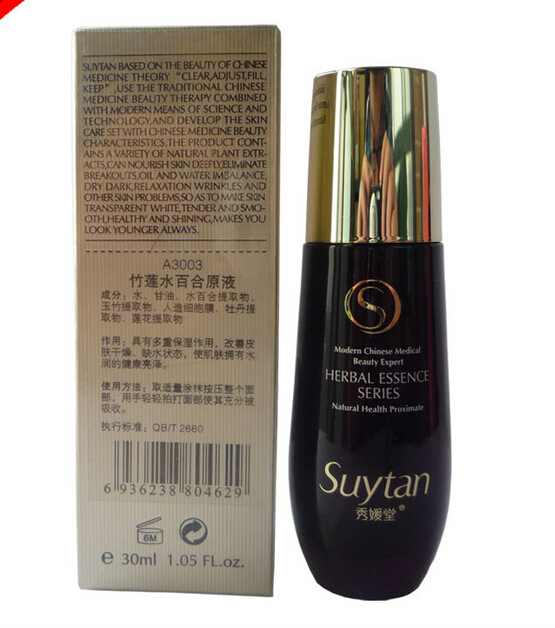 SUYTAN BASED ON THE BEAUTY OF CHINESE
MEDICINE THEORY "CLEAR,ADJUST,FILL,
KEEP",USE THE TRADITIONAL CHINESE
MEDICINE BEAUTY THERAPY COMBINED
WITH MODERN MEANS OF SCIENCE AND
TECHNOLOGY,AND DEVELOP THE SKIN
CARE SET WITH CHINESE MEDICINE BEAUTY
CHARACTERISTICS.THE PRODUCT CONT-
AINS A VARIETY OF NATURAL PLANT EXTR-
ACTS,CAN NOURISH SKIN DEEPLY,ELIMINATE
BREAKOUTS,OIL AND WATER IMBALANCE,
DRY DARK,RELAXATION WRINKLES AND
OTHER SKIN PROBLEMS,SO AS TO MAKE SKIN
TRANSPARENT WHITE,TENDER AND SMO-
OTH,HEALTHY AND SHINING,MAKES YOU
LOOK YOUNGER ALWAYS.
A3003
竹莲水百合原液
成分：水、甘油、水百合提取物、
玉竹提取物、人造细胞膜、牡丹提
取物、莲花提取物
作用：具有多重保湿作用，改善皮
肤干燥、缺水状态，使肌肤拥有水
润的健康亮泽。
使用方法：取适量涂抹按压整个面
部，用手轻轻拍打面部使其充分被
吸收。
执行标准：QB/T 2660
6 936238 804629
6M
e 30ml 1.05 FL.oz.
Modern Chinese Medical
Beauty Expert
HERBAL ESSENCE
SERIES
Natural Health Proximate
Suytan
秀媛堂®